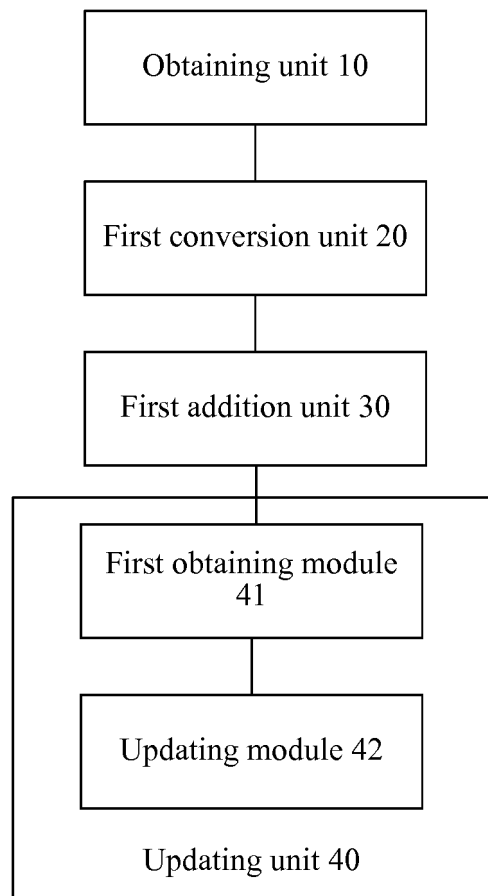 Obtaining unit 10
First conversion unit 20
First addition unit 30
First obtaining module
41
Updating module 42
Updating unit 40